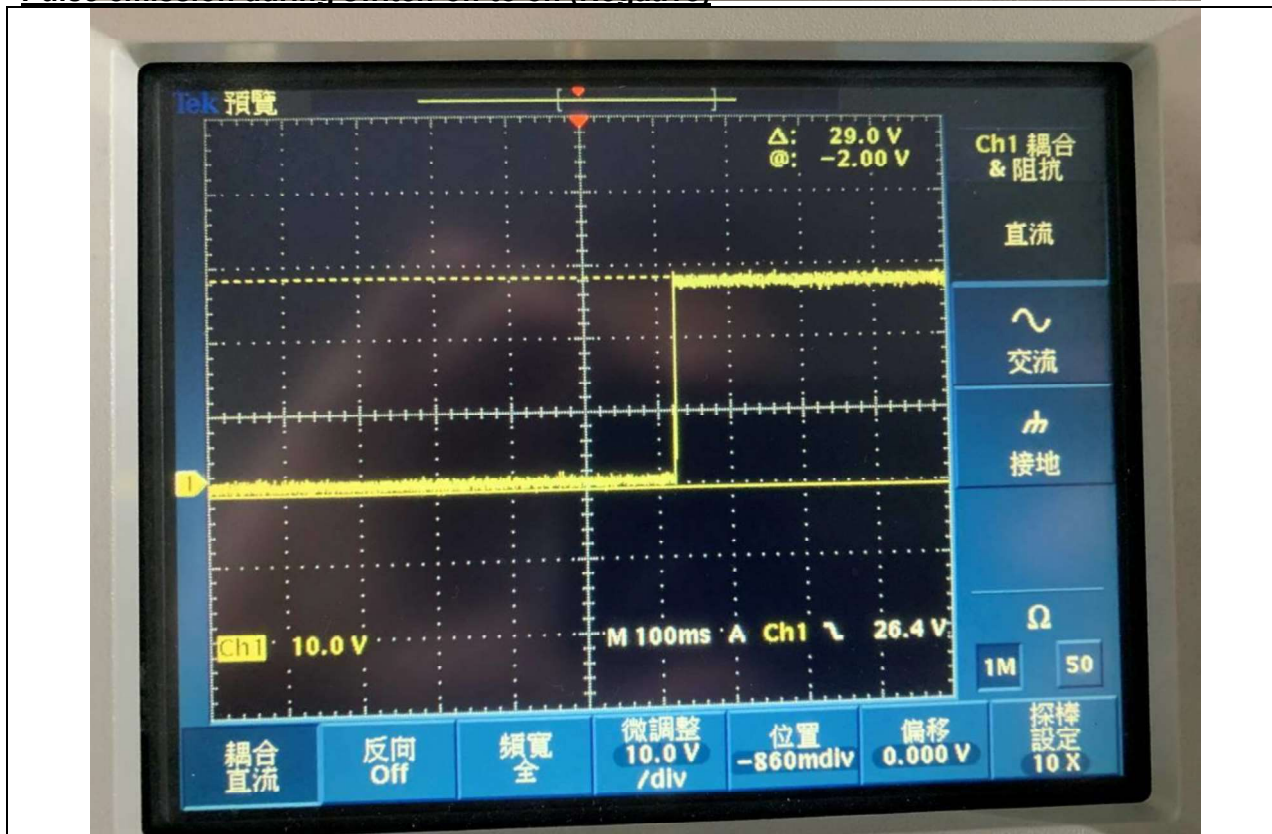 Tek 預覽
Δ: 29.0 V
@: -2.00 V
Ch1 耦合
& 阻抗
直流
交流
接地
1
Ch1 10.0 V M 100ms A Ch1 26.4 V
Ω
1M 50
耦合
直流
反向
Off
頻寬
全
微調整
10.0 V
/div
位置
-860mdiv
偏移
0.000 V
探棒
設定
10 X